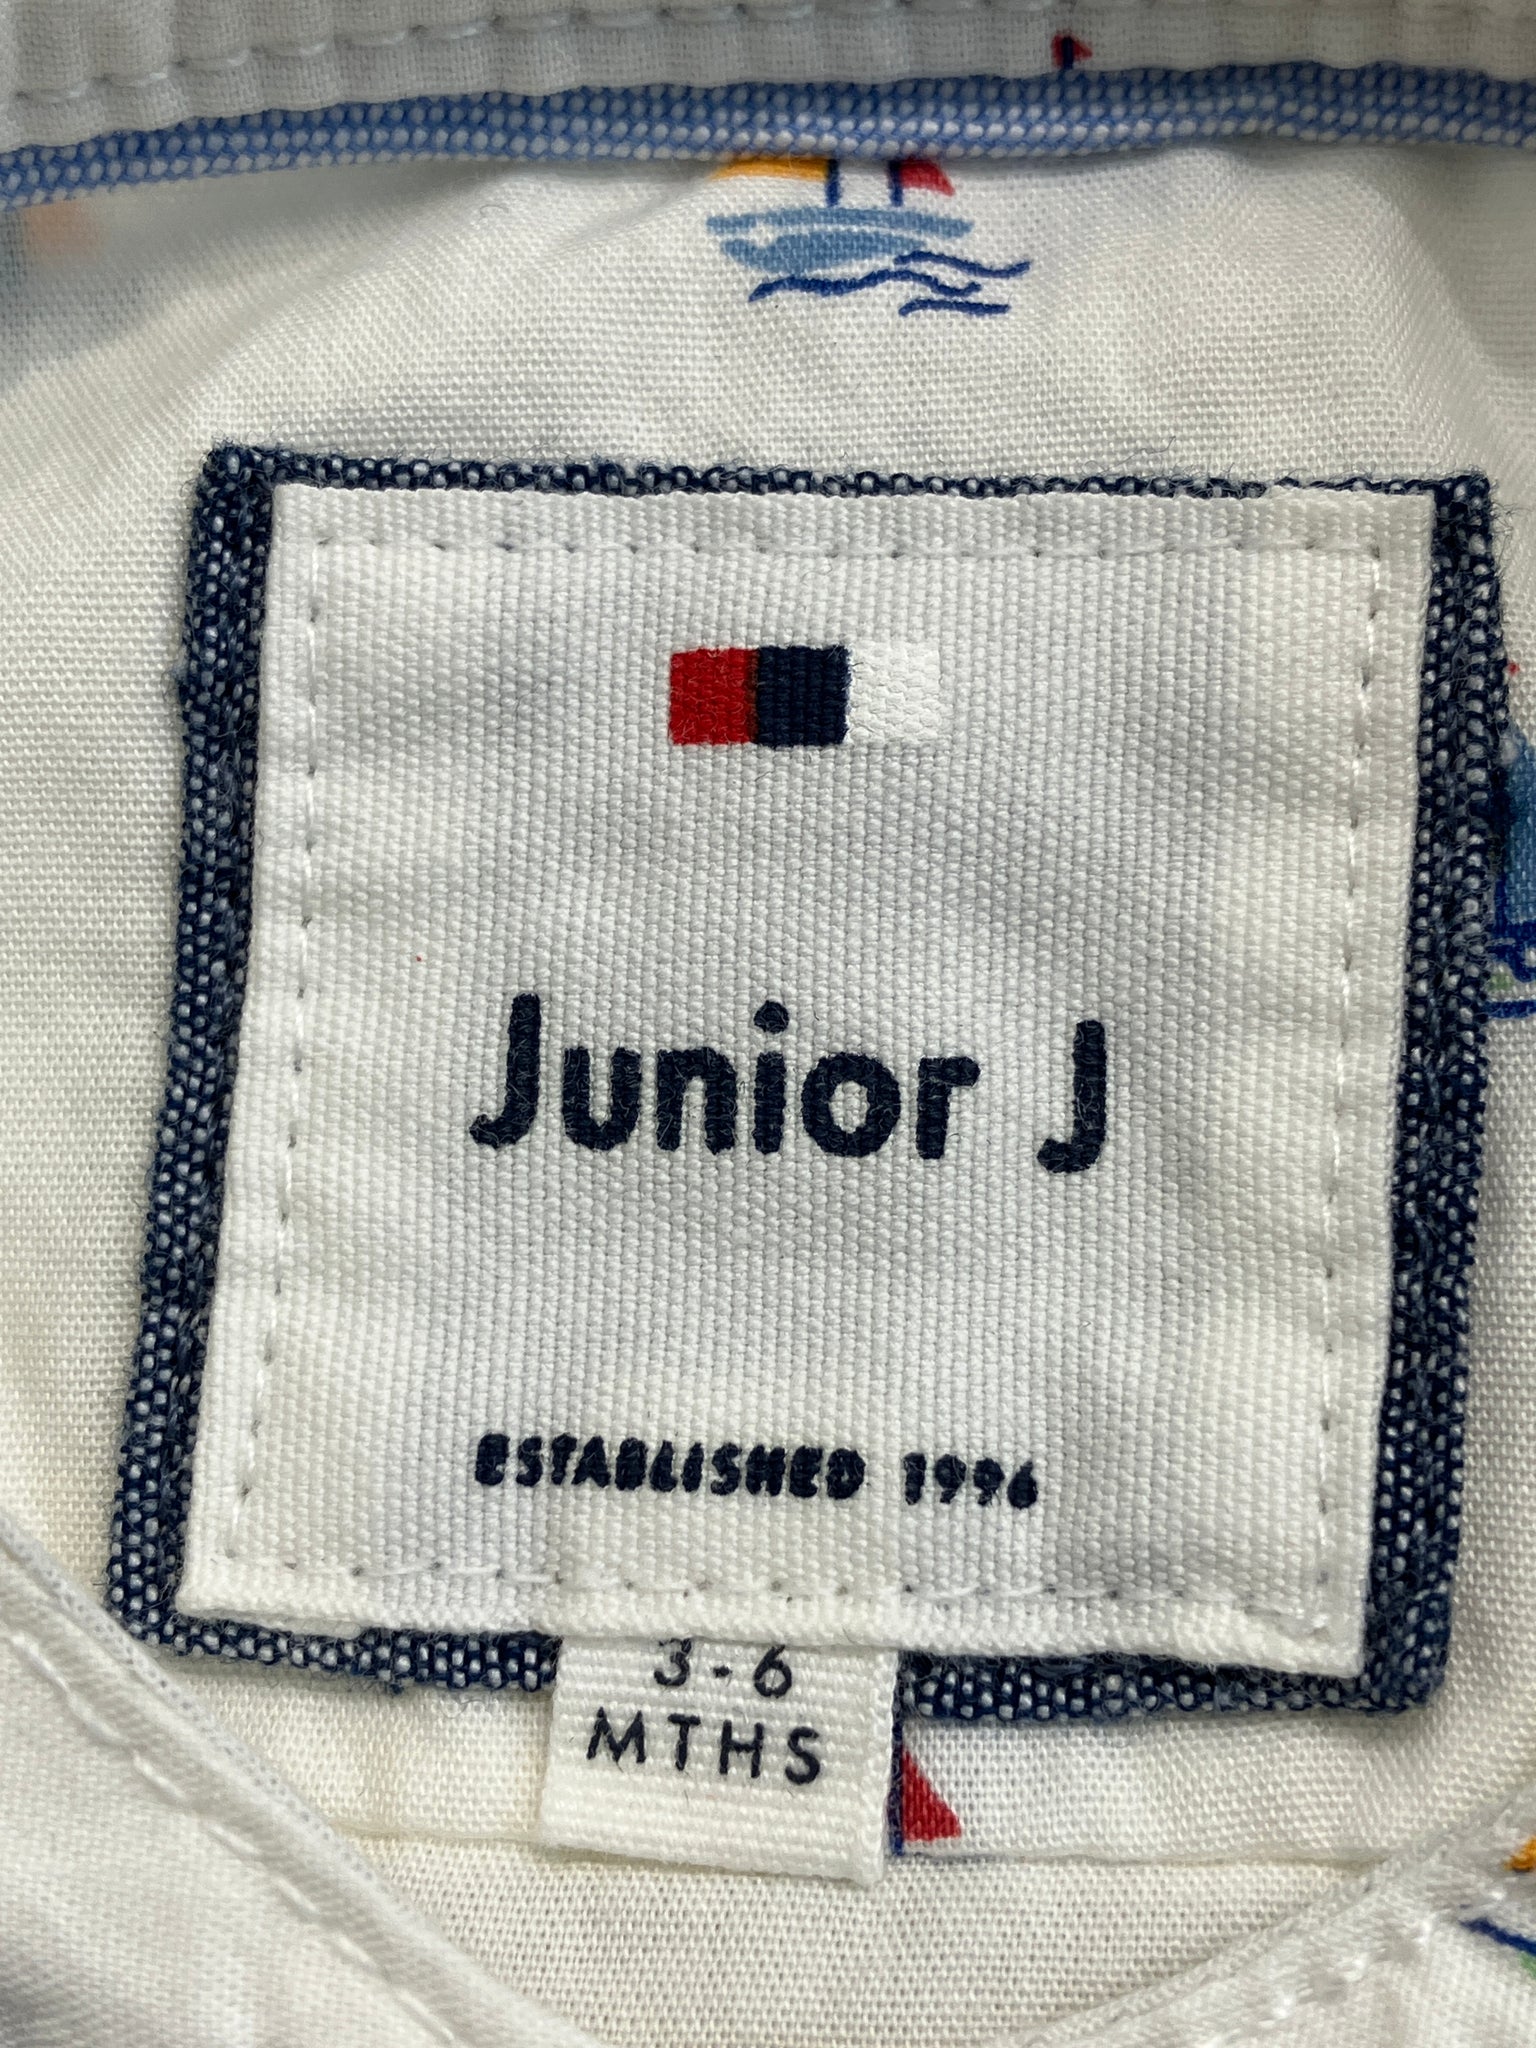 Junior J
ESTABLISHED 1996
3-6
MTHS